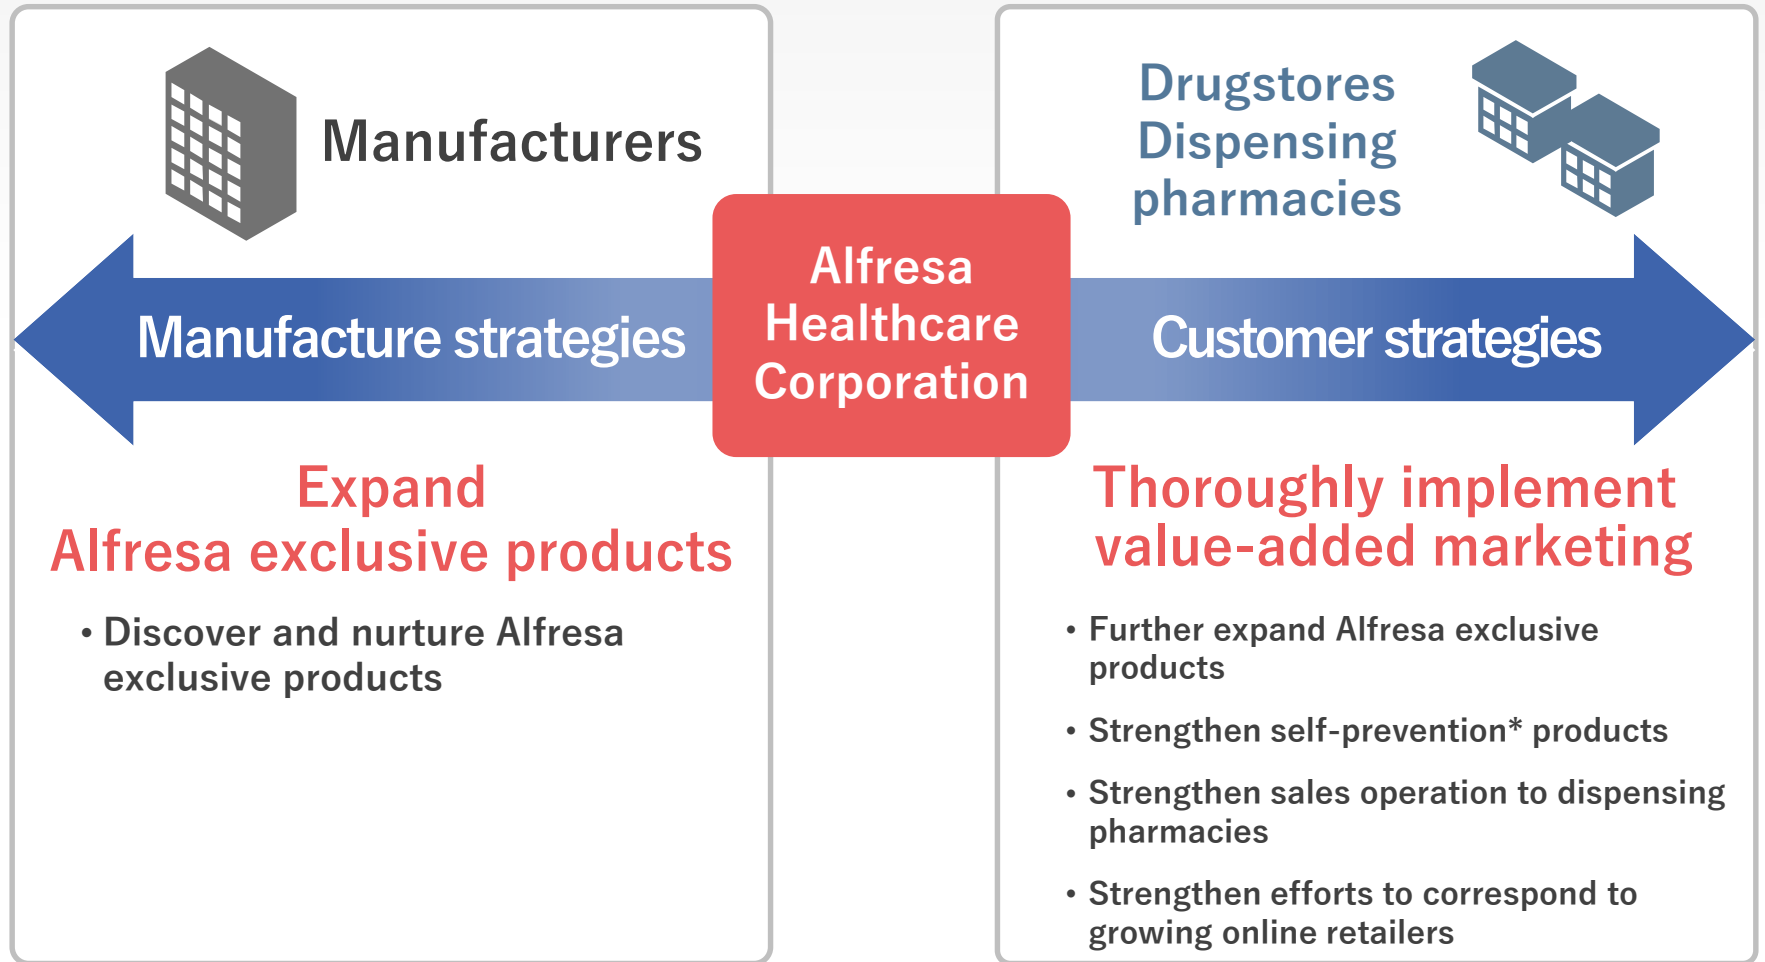 Manufacturers
Manufacture strategies
Expand
Alfresa exclusive products
• Discover and nurture Alfresa
exclusive products
Alfresa
Healthcare
Corporation
Drugstores
Dispensing
pharmacies
Customer strategies
Thoroughly implement
value-added marketing
• Further expand Alfresa exclusive
products
• Strengthen self-prevention* products
• Strengthen sales operation to dispensing
pharmacies
• Strengthen efforts to correspond to
growing online retailers